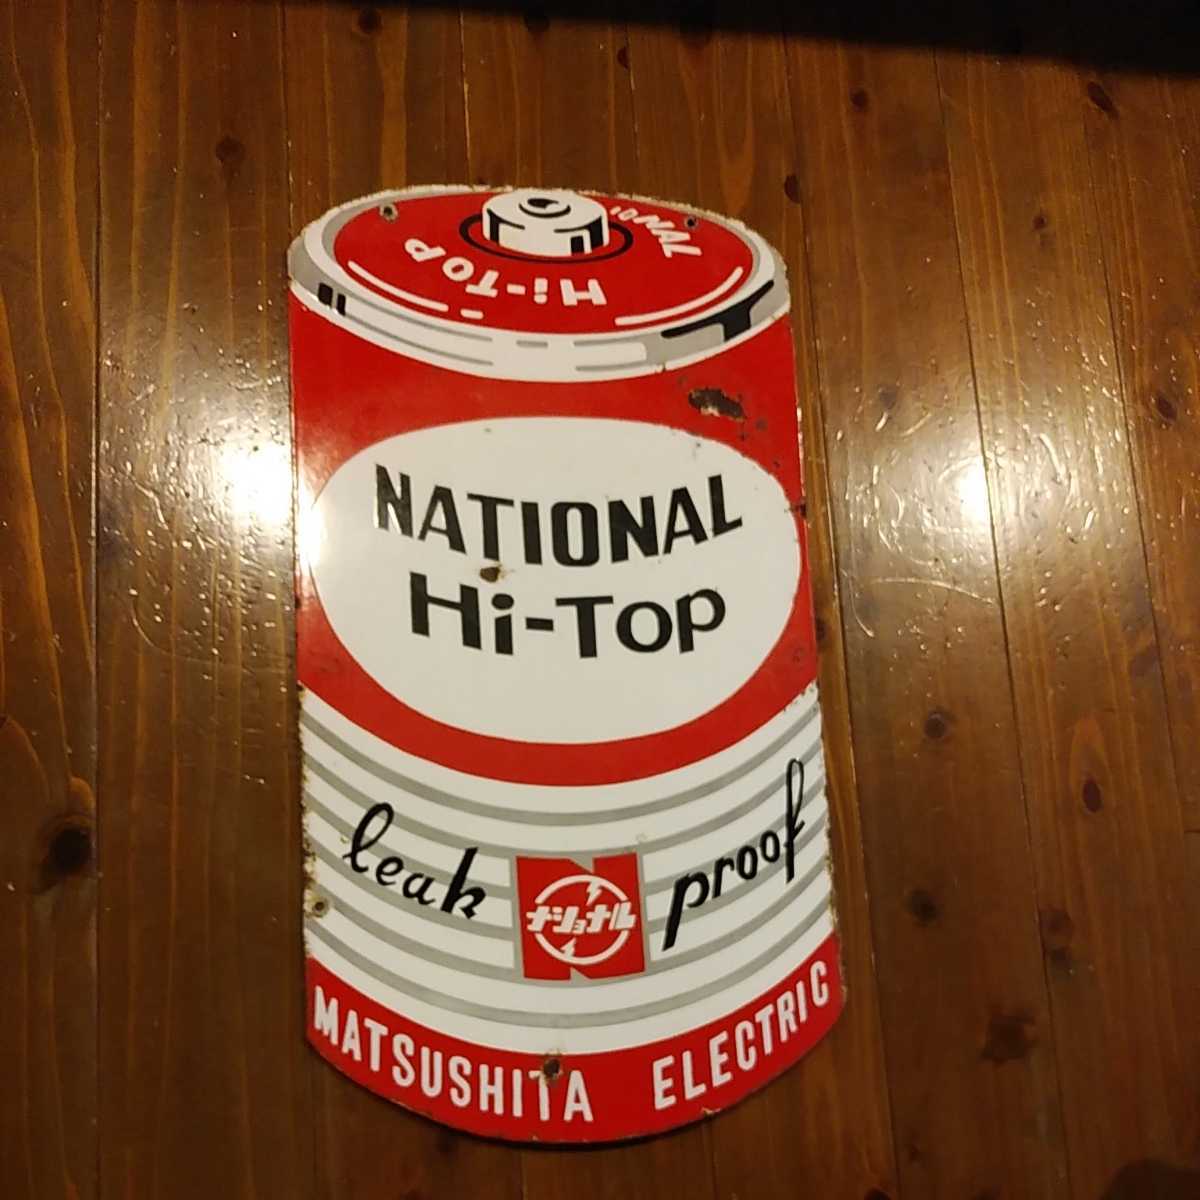 Hi-Top
NATIONAL
NATIONAL
Hi-Top
leak proof
ナショナル
MATSUSHITA ELECTRIC